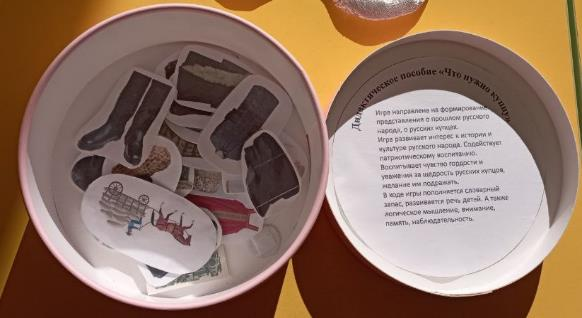 Дидактическое пособие «Что нужно купцу»
Игра направлена на формирование
представления о прошлом русского
народа, о русских купцах.
Игра развивает интерес к истории и
культуре русского народа. Содействует
патриотическому воспитанию.
Воспитывает чувство гордости и
уважения за щедрость русских купцов,
желание им подражать.
В ходе игры пополняется словарный
запас, развивается речь детей. А также
логическое мышление, внимание,
память, наблюдательность.